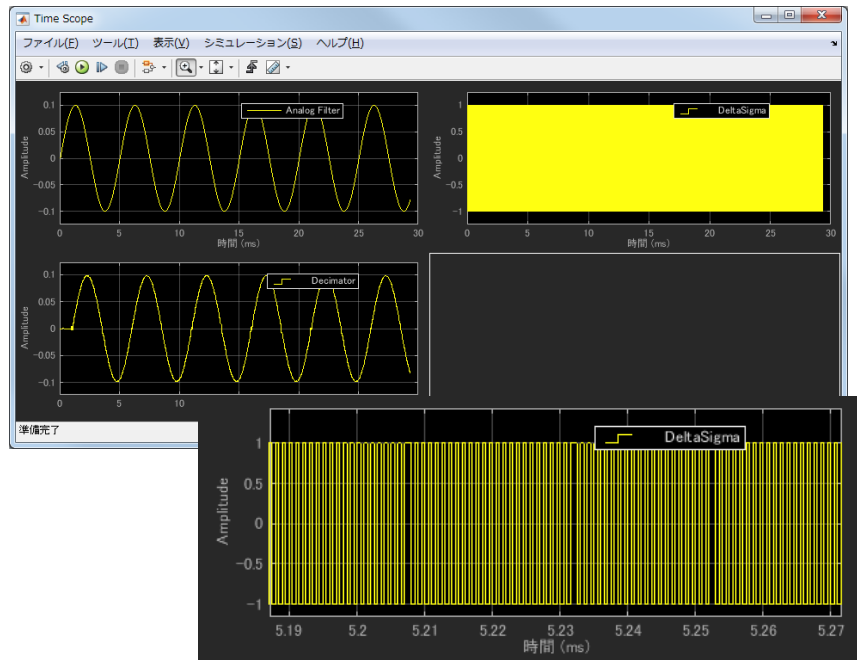 Time Scope
ファイル(F) ツール(T) 表示(V) シミュレーション(S) ヘルプ(H)
0.1
0.05
0
-0.05
-0.1
Amplitude
Analog Filter
0 5 10 15 20 25 30
時間 (ms)
1
0.5
0
-0.5
-1
Amplitude
DeltaSigma
0 5 10 15 20 25 30
時間 (ms)
0.1
0.05
0
-0.05
-0.1
Amplitude
Decimator
0 5 10
準備完了
1
0.5
0
-0.5
-1
Amplitude
DeltaSigma
5.19 5.2 5.21 5.22 5.23 5.24 5.25 5.26 5.27
時間 (ms)